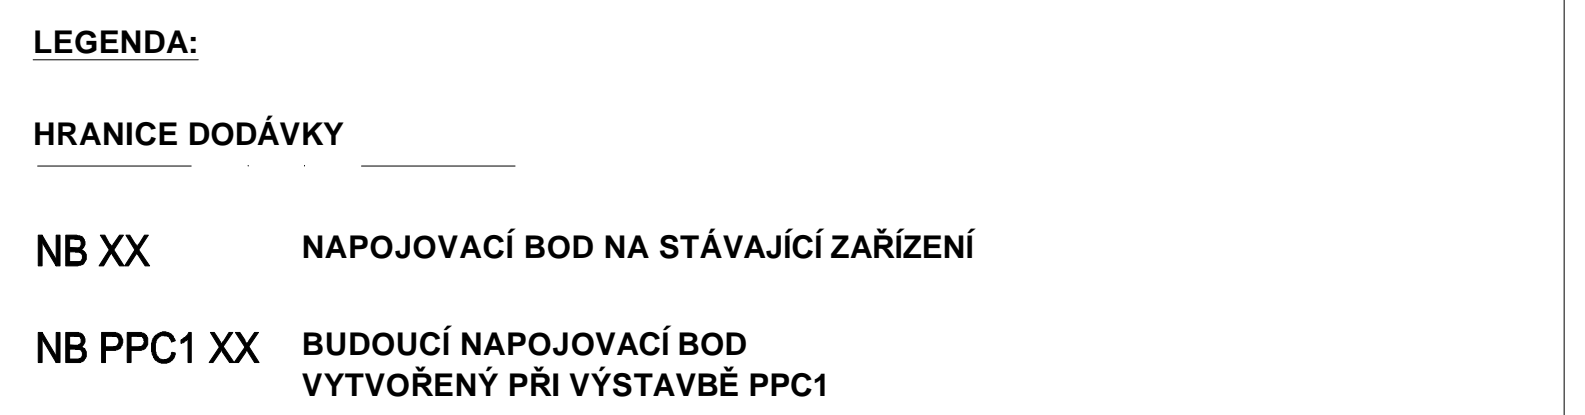 LEGENDA:
HRANICE DODÁVKY
NB XX NAPOJOVACÍ BOD NA STÁVAJÍCÍ ZAŘÍZENÍ
NB PPC1 XX BUDOUCÍ NAPOJOVACÍ BOD
VYTVOŘENÝ PŘI VÝSTAVBĚ PPC1